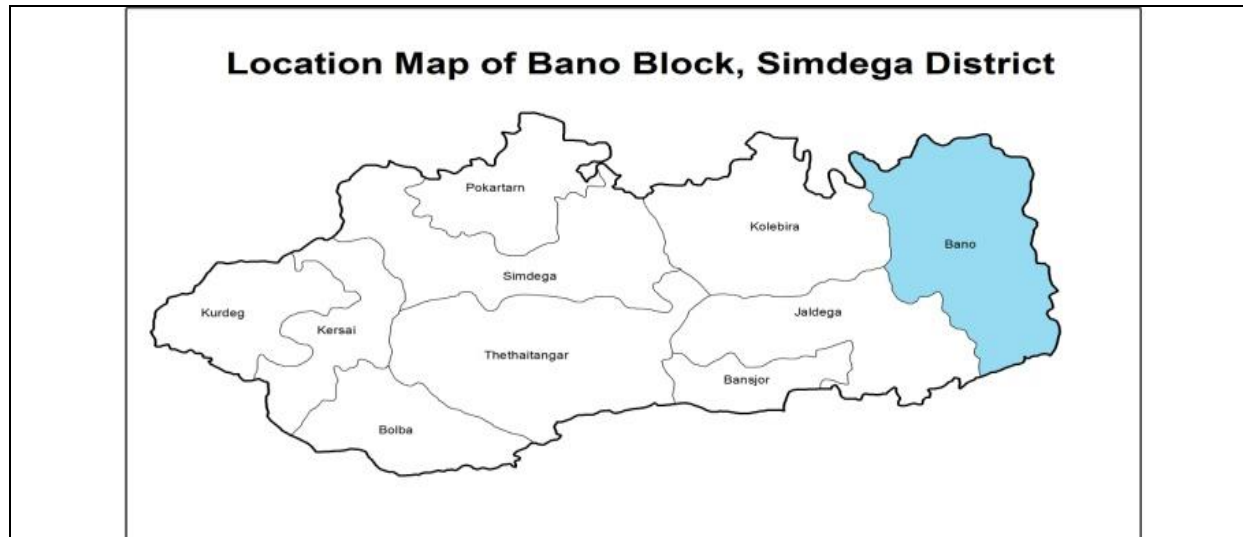 Location Map of Bano Block, Simdega District
Pokartarn
Kolebira
Bano
Simdega
Kurdeg
Kersai
Jaldega
Thethaitangar
Bansjor
Bolba